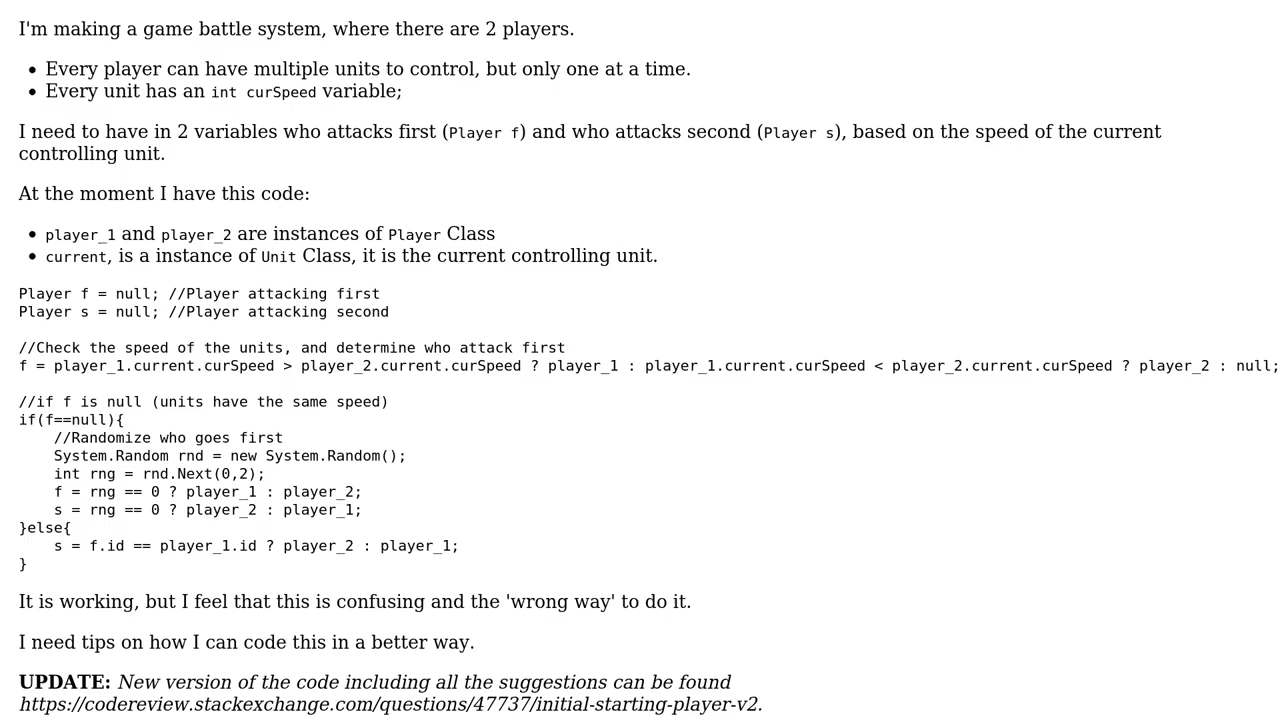 I'm making a game battle system, where there are 2 players.
• Every player can have multiple units to control, but only one at a time.
• Every unit has an int curSpeed variable;
I need to have in 2 variables who attacks first (Player f) and who attacks second (Player s), based on the speed of the current
controlling unit.
At the moment I have this code:
• player_1 and player_2 are instances of Player Class
• current, is a instance of Unit Class, it is the current controlling unit.
Player f = null; //Player attacking first
Player s = null; //Player attacking second
//Check the speed of the units, and determine who attack first
f = player_1.current.curSpeed > player_2.current.curSpeed ? player_1 : player_1.current.curSpeed < player_2.current.curSpeed ? player_2 : null;
//if f is null (units have the same speed)
if(f==null){
    //Randomize who goes first
    System.Random rnd = new System.Random();
    int rng = rnd.Next(0,2);
    f = rng == 0 ? player_1 : player_2;
    s = rng == 0 ? player_2 : player_1;
}else{
    s = f.id == player_1.id ? player_2 : player_1;
}
It is working, but I feel that this is confusing and the 'wrong way' to do it.
I need tips on how I can code this in a better way.
UPDATE: New version of the code including all the suggestions can be found
https://codereview.stackexchange.com/questions/47737/initial-starting-player-v2.